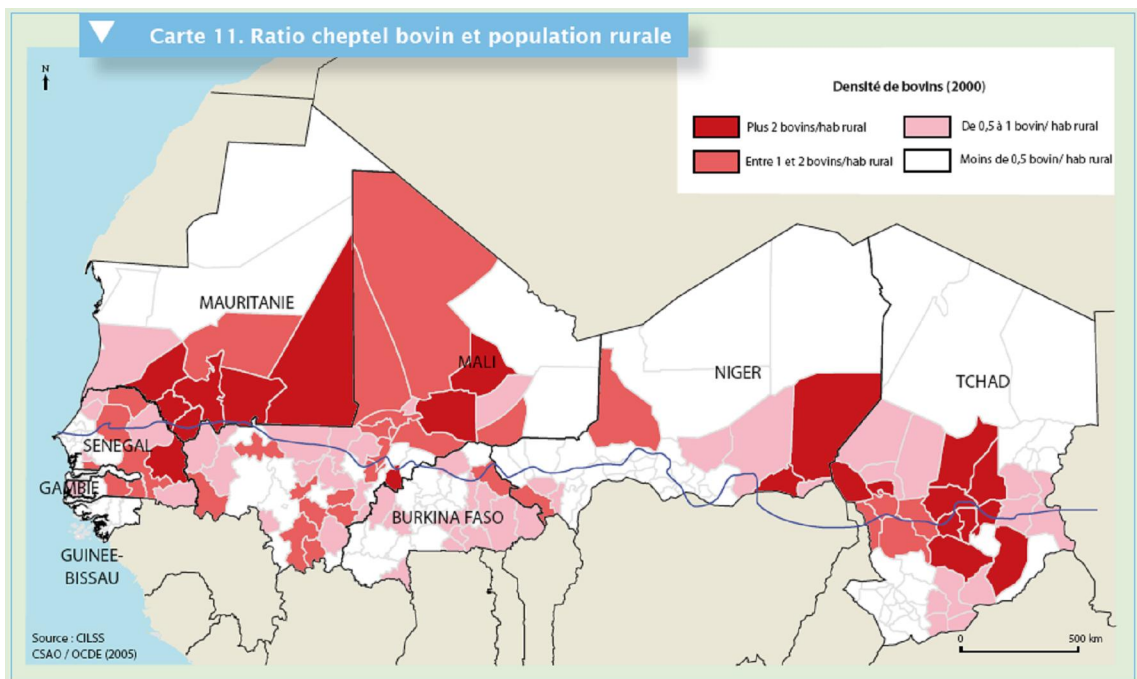 Carte 11. Ratio cheptel bovin et population rurale
N
Densité de bovins (2000)
Plus 2 bovins/hab rural
De 0,5 à 1 bovin/ hab rural
Entre 1 et 2 bovins/hab rural
Moins de 0,5 bovin/ hab rural
MAURITANIE
MALI
NIGER
TCHAD
SENEGAL
GAMBIE
BURKINA FASO
GUINEE-
BISSAU
Source : CILSS
CSAO / OCDE (2005)
0
500 km